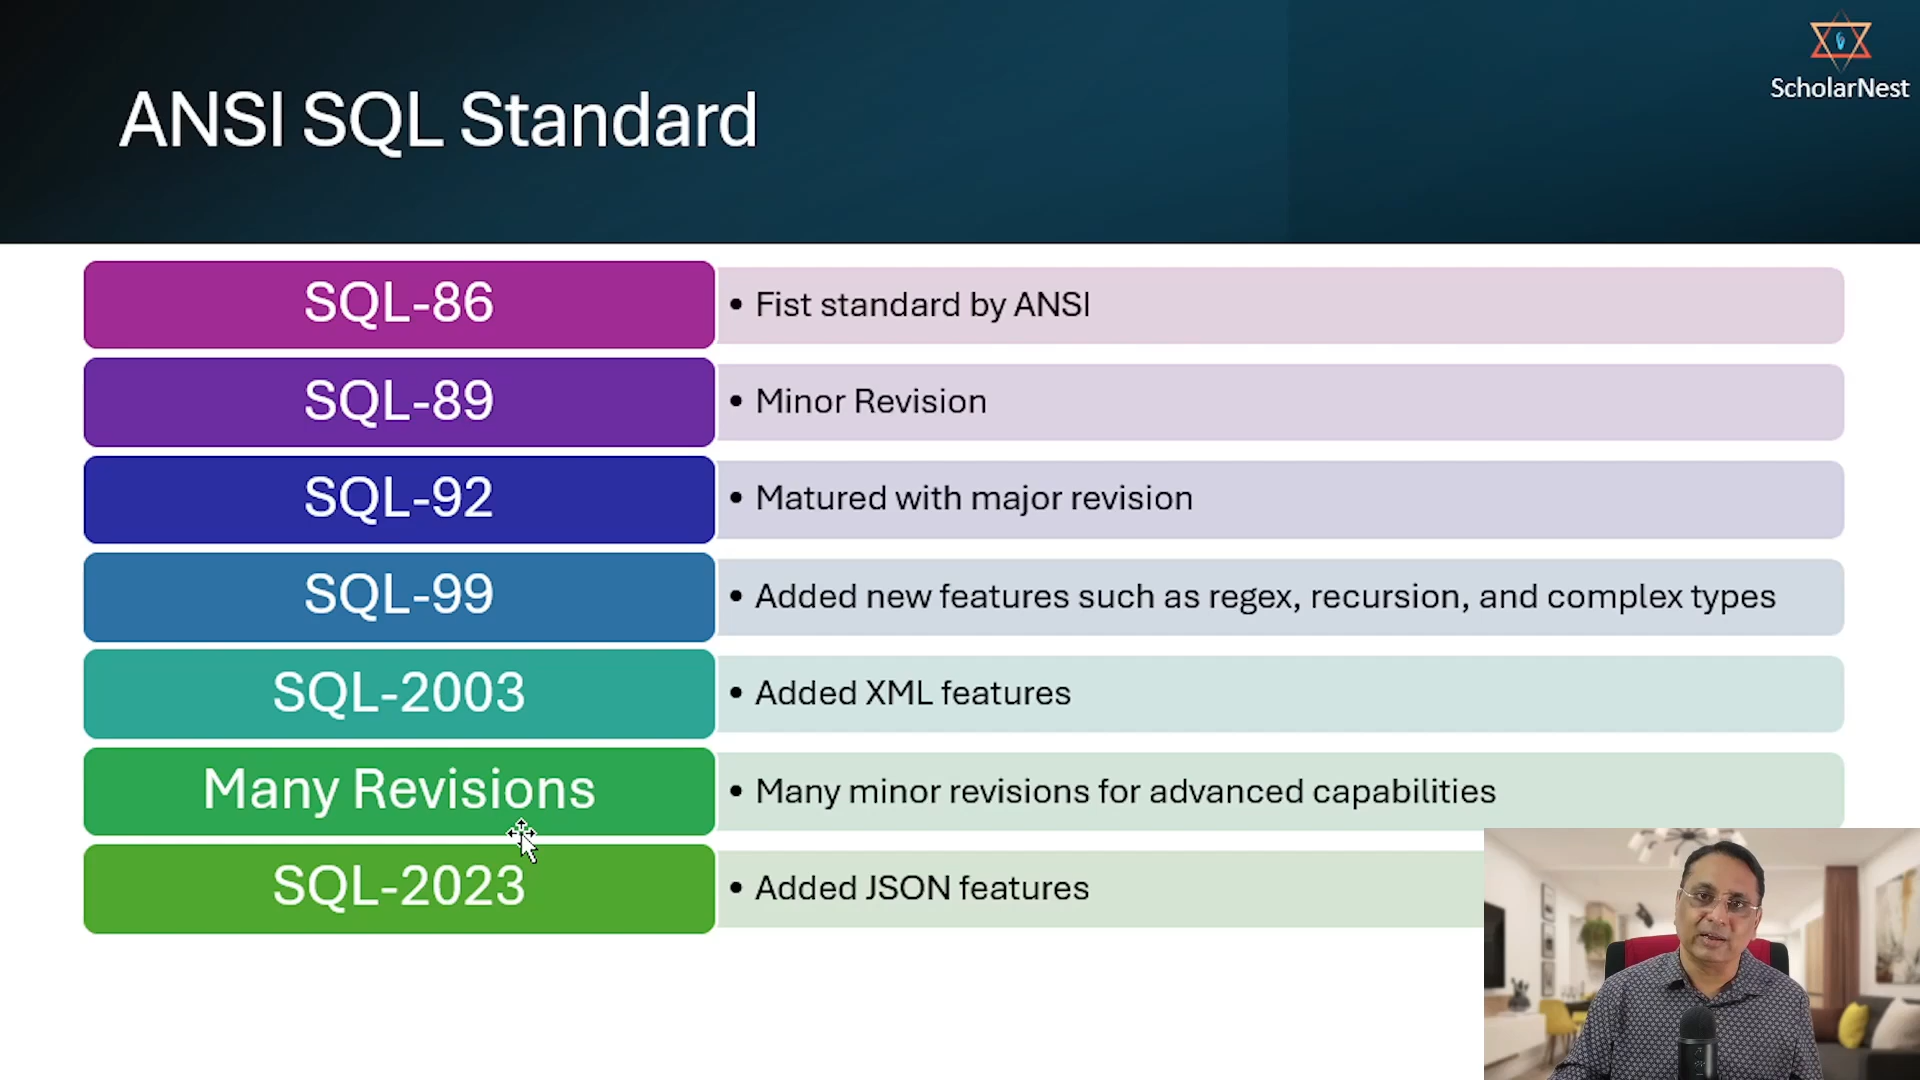 ScholarNest
ANSI SQL Standard
SQL-86
• Fist standard by ANSI
SQL-89
• Minor Revision
SQL-92
• Matured with major revision
SQL-99
• Added new features such as regex, recursion, and complex types
SQL-2003
• Added XML features
Many Revisions
• Many minor revisions for advanced capabilities
SQL-2023
• Added JSON features